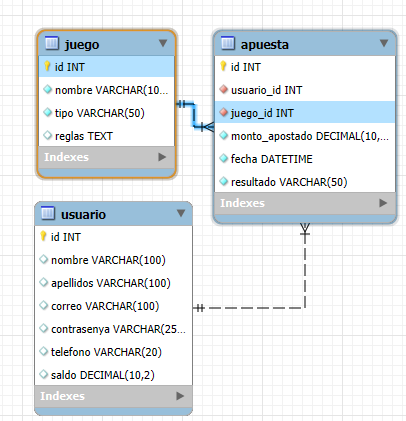 juego
id INT
nombre VARCHAR(10...
tipo VARCHAR(50)
reglas TEXT
Indexes
apuesta
id INT
usuario_id INT
juego_id INT
monto_apostado DECIMAL(10,...
fecha DATETIME
resultado VARCHAR(50)
Indexes
usuario
id INT
nombre VARCHAR(100)
apellidos VARCHAR(100)
correo VARCHAR(100)
contrasenya VARCHAR(25...
telefono VARCHAR(20)
saldo DECIMAL(10,2)
Indexes